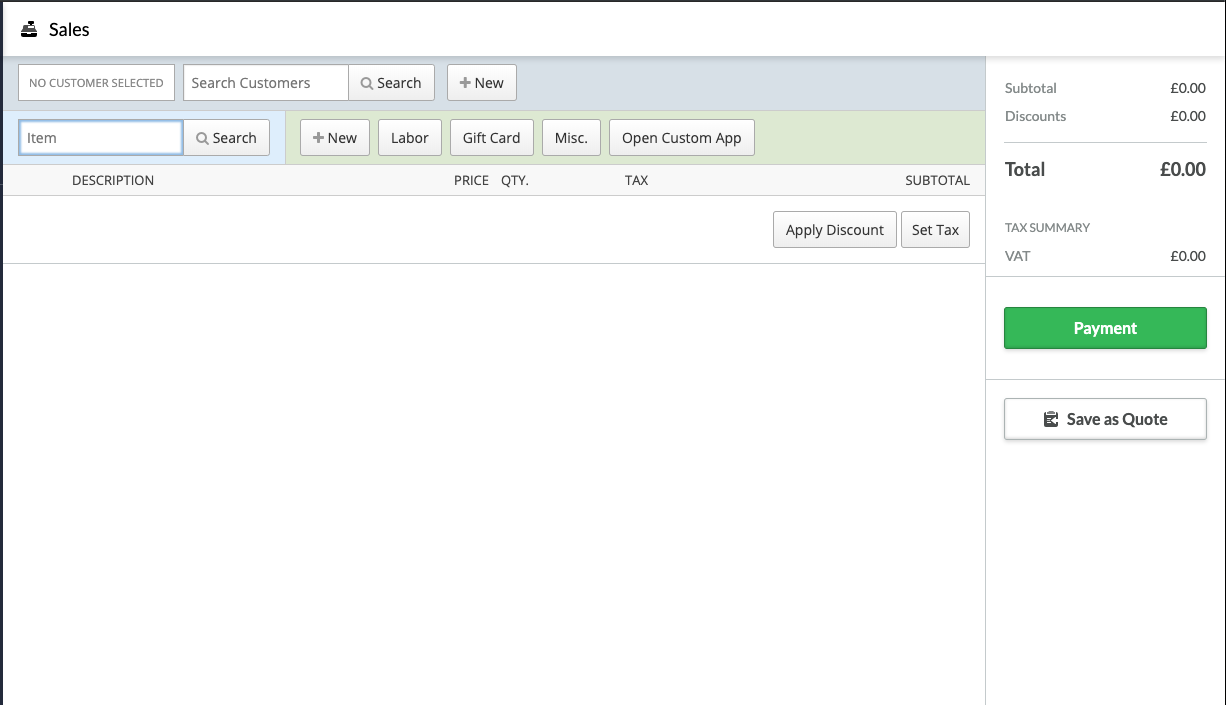 Sales
NO CUSTOMER SELECTED Search Customers Search New
Item Search New Labor Gift Card Misc. Open Custom App
DESCRIPTION PRICE QTY. TAX SUBTOTAL
Apply Discount Set Tax
Subtotal £0.00
Discounts £0.00
Total £0.00
TAX SUMMARY
VAT £0.00
Payment
Save as Quote